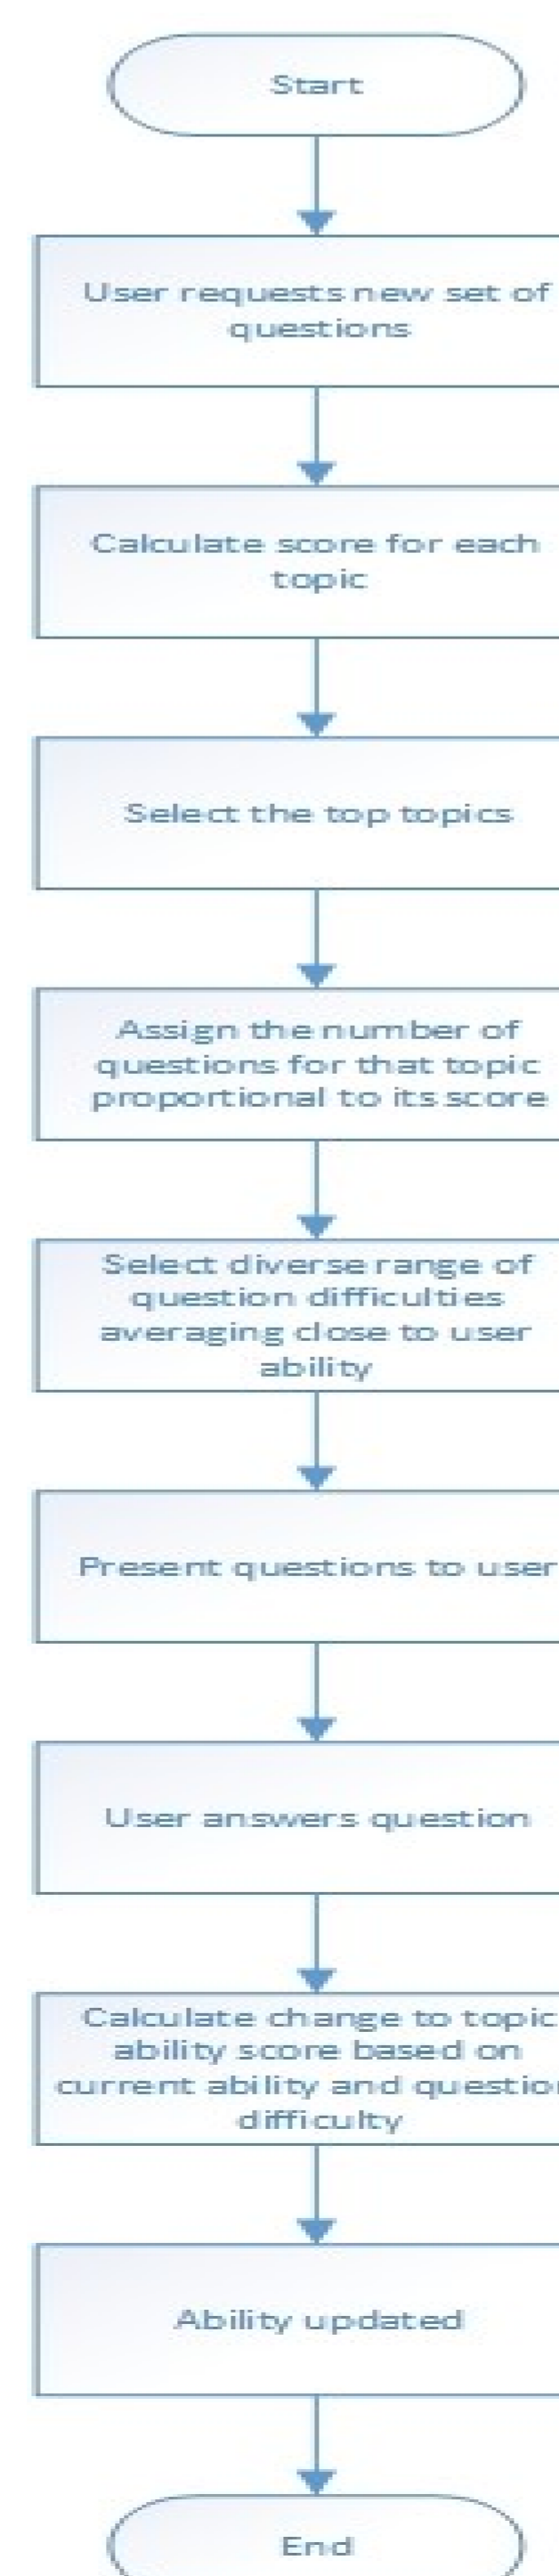 Start
User requests new set of
questions
Calculate score for each
topic
Select the top topics
Assign the number of
questions for that topic
proportional to its score
Select diverse range of
question difficulties
averaging close to user
ability
Present questions to user
User answers question
Calculate change to topic
ability score based on
current ability and question
difficulty
Ability updated
End